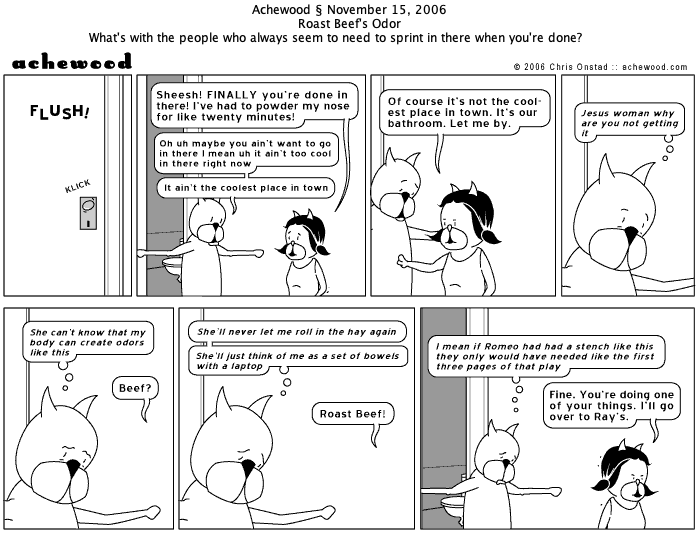 Achewood § November 15, 2006
Roast Beef's Odor
What's with the people who always seem to need to sprint in there when you're done?
achewood
© 2006 Chris Onstad :: achewood.com
FLUSH!
KLICK
Sheesh! FINALLY you're done in
there! I've had to powder my nose
for like twenty minutes!
Oh uh maybe you ain't want to go
in there I mean uh it ain't too cool
in there right now
It ain't the coolest place in town
Of course it's not the cool-
est place in town. It's our
bathroom. Let me by.
Jesus woman why
are you not getting
it
She can't know that my
body can create odors
like this
Beef?
She'll never let me roll in the hay again
She'll just think of me as a set of bowels
with a laptop
Roast Beef!
I mean if Romeo had had a stench like this
they only would have needed like the first
three pages of that play
Fine. You're doing one
of your things. I'll go
over to Ray's.